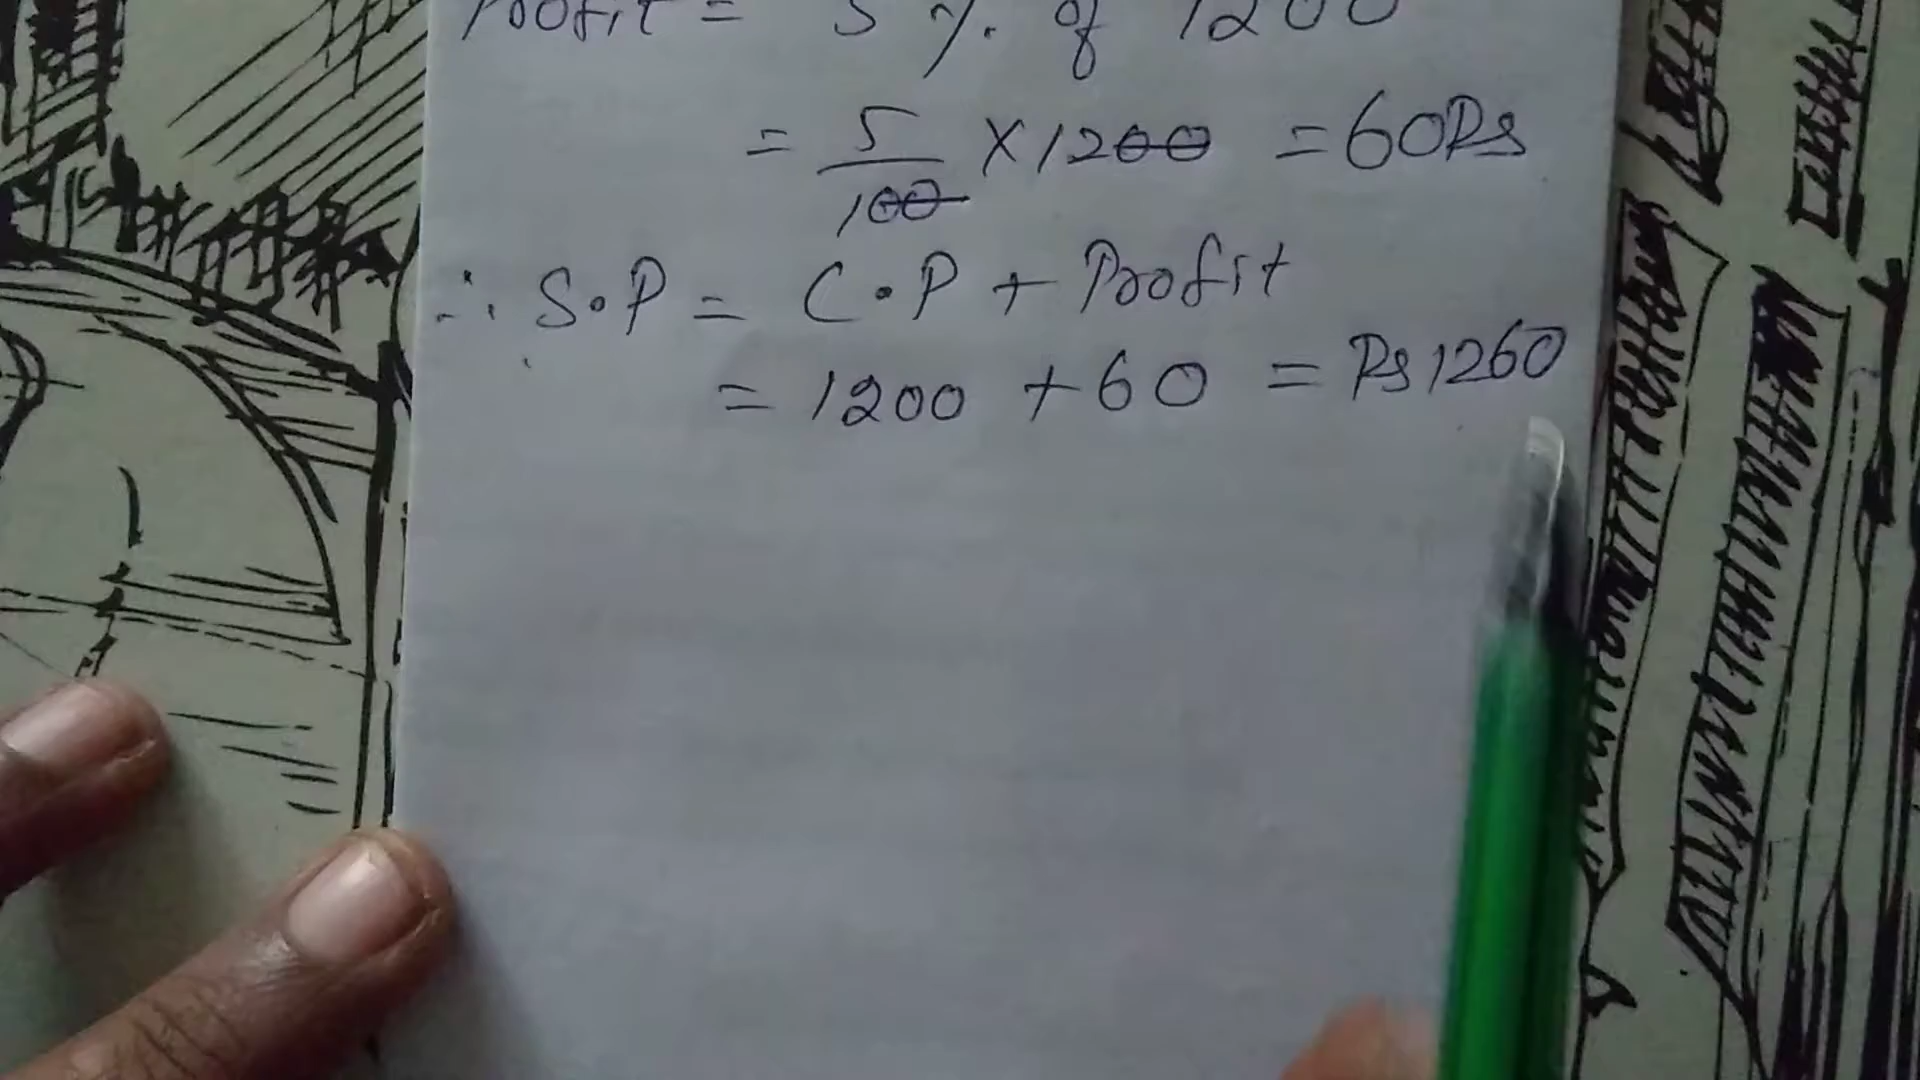 Profit = 5 % of 1200
= 5/100 × 1200 = 60Rs
∴ S.P = C.P + Profit
= 1200 + 60 = Rs 1260